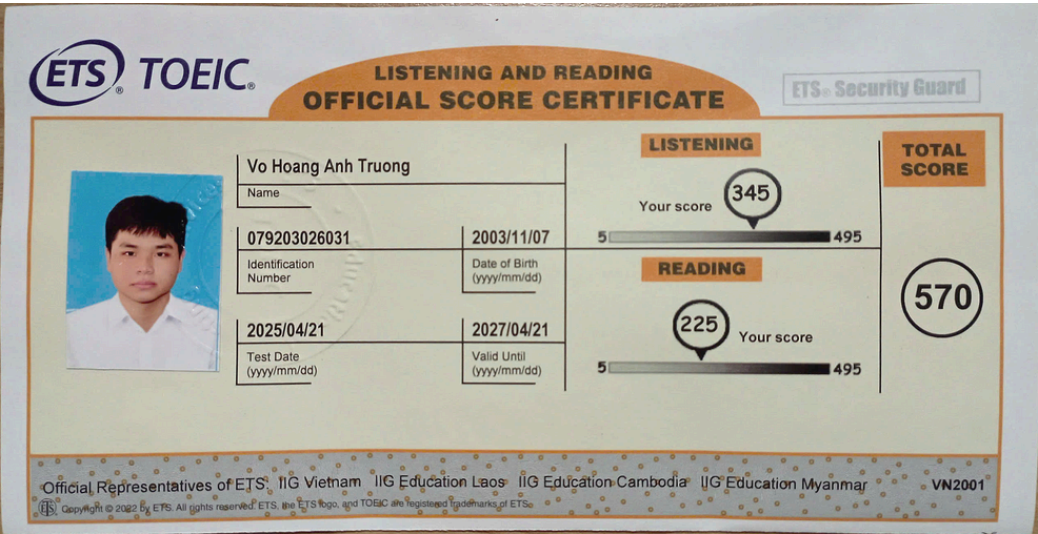 ETS® TOEIC®
LISTENING AND READING
OFFICIAL SCORE CERTIFICATE
ETS® Security Guard
Vo Hoang Anh Truong
Name
079203026031
Identification
Number
2003/11/07
Date of Birth
(yyyy/mm/dd)
2025/04/21
Test Date
(yyyy/mm/dd)
2027/04/21
Valid Until
(yyyy/mm/dd)
LISTENING
Your score 345
5 495
READING
225 Your score
5 495
TOTAL
SCORE
570
Official Representatives of ETS: IIG Vietnam IIG Education Laos IIG Education Cambodia IIG Education Myanmar VN2001
ETS Copyright © 2022 by ETS. All rights reserved. ETS, the ETS logo, and TOEIC are registered trademarks of ETS.